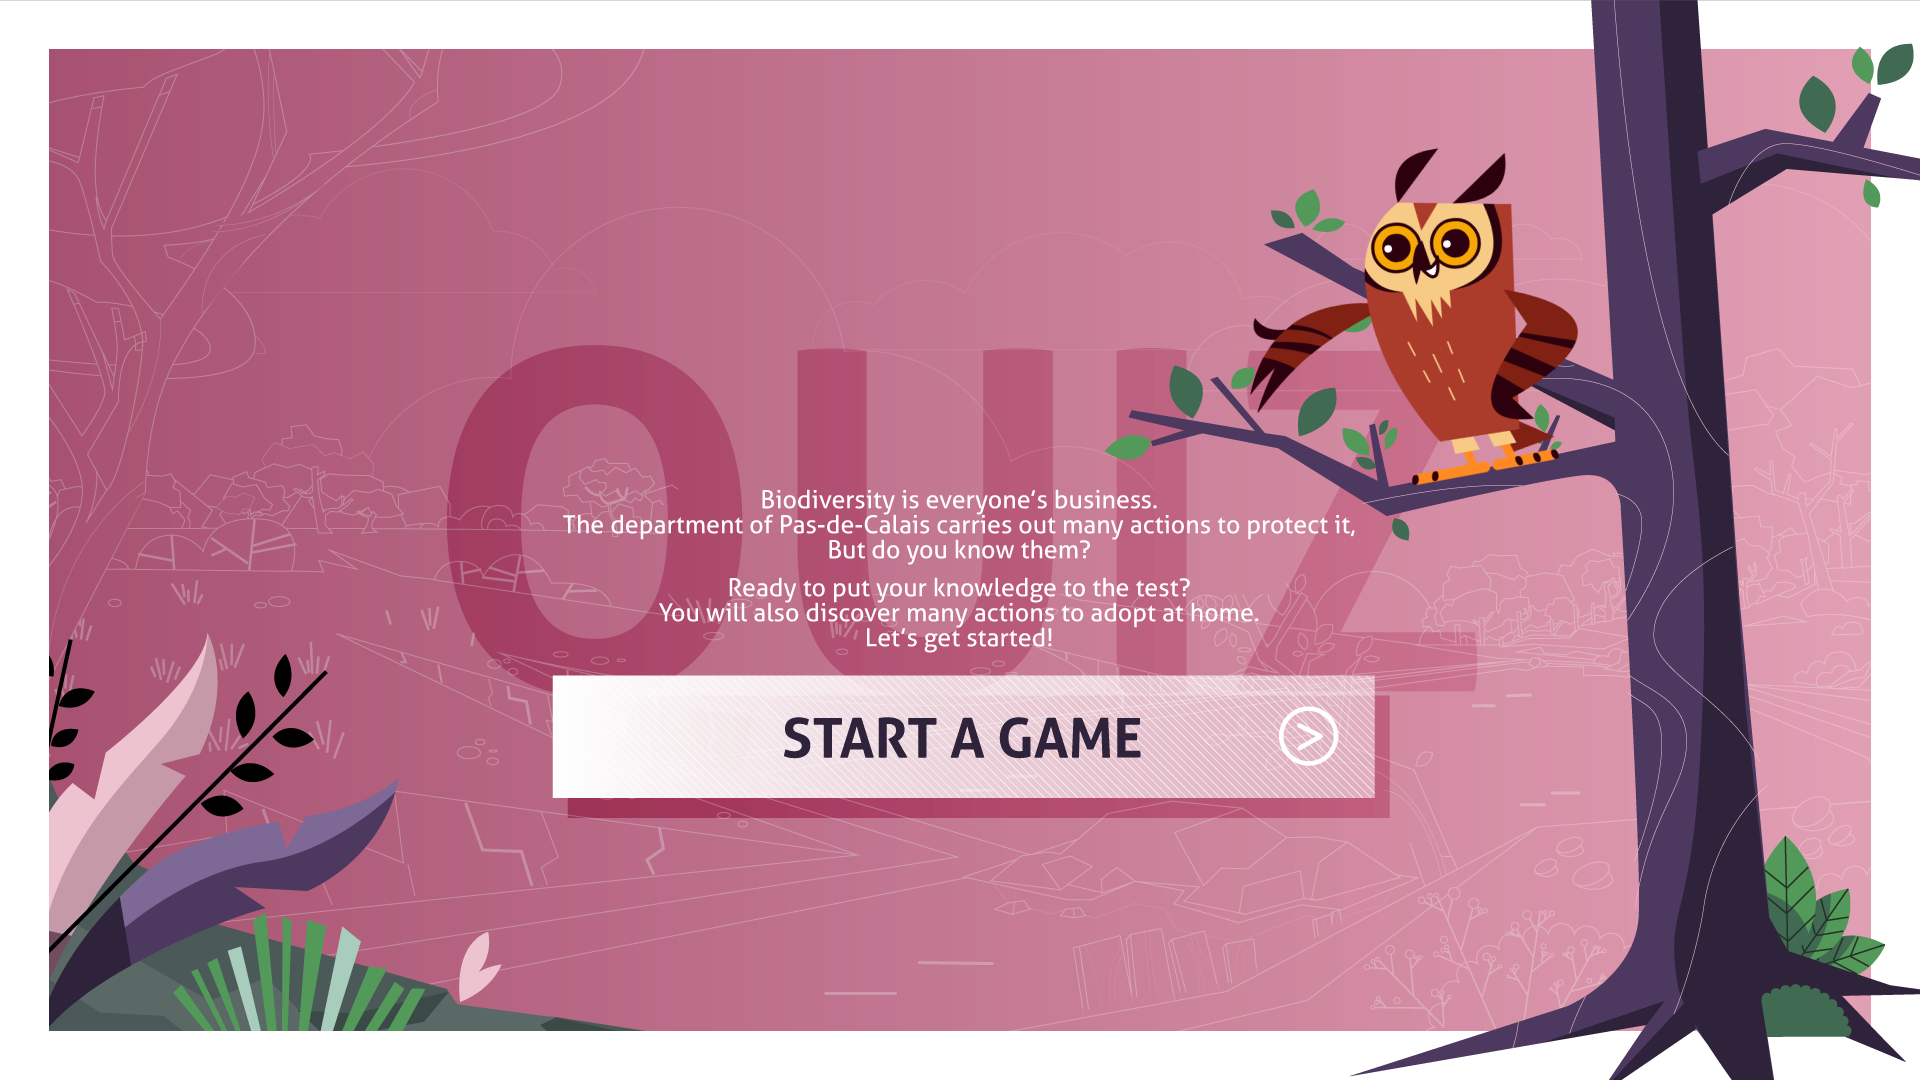 QUIZ
Biodiversity is everyone's business.
The department of Pas-de-Calais carries out many actions to protect it,
But do you know them?
Ready to put your knowledge to the test?
You will also discover many actions to adopt at home.
Let's get started!
START A GAME